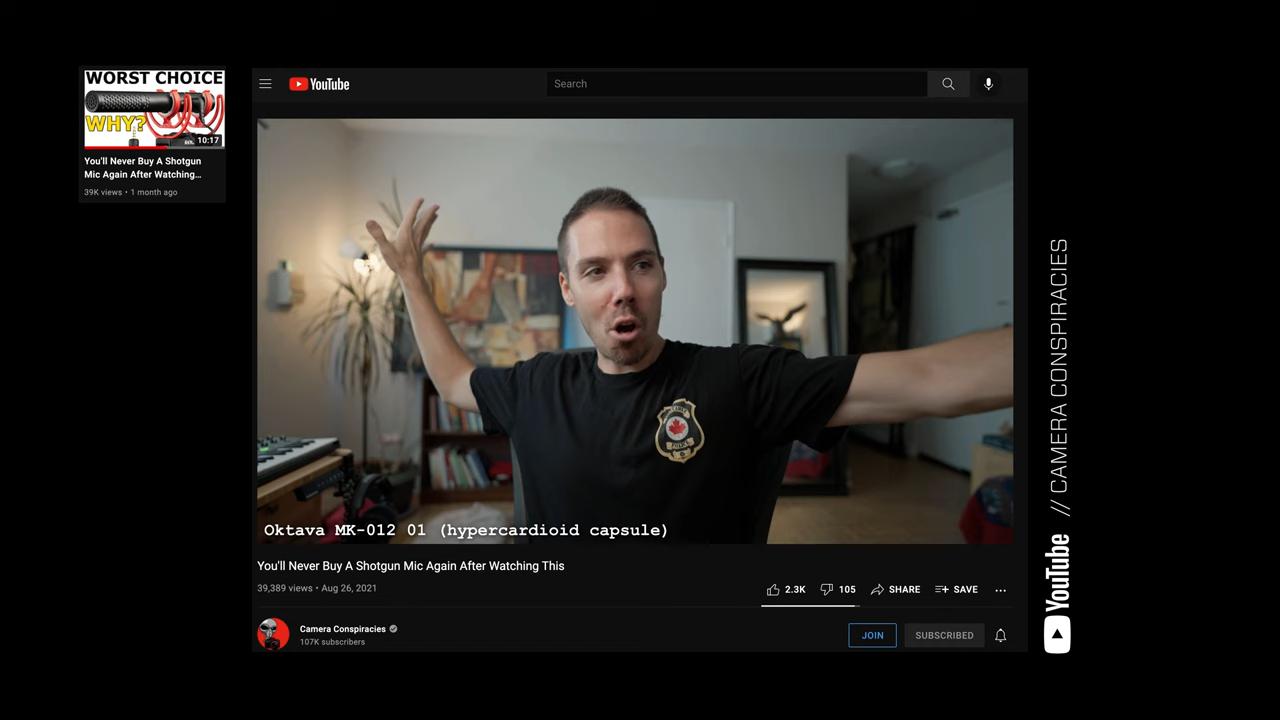 WORST CHOICE
WHY?
10:17
You'll Never Buy A Shotgun
Mic Again After Watching...
39K views • 1 month ago
YouTube
Search
Oktava MK-012 01 (hypercardioid capsule)
You'll Never Buy A Shotgun Mic Again After Watching This
39,389 views • Aug 26, 2021
2.3K
105
SHARE
SAVE
Camera Conspiracies
107K subscribers
JOIN
SUBSCRIBED
YouTube // CAMERA CONSPIRACIES